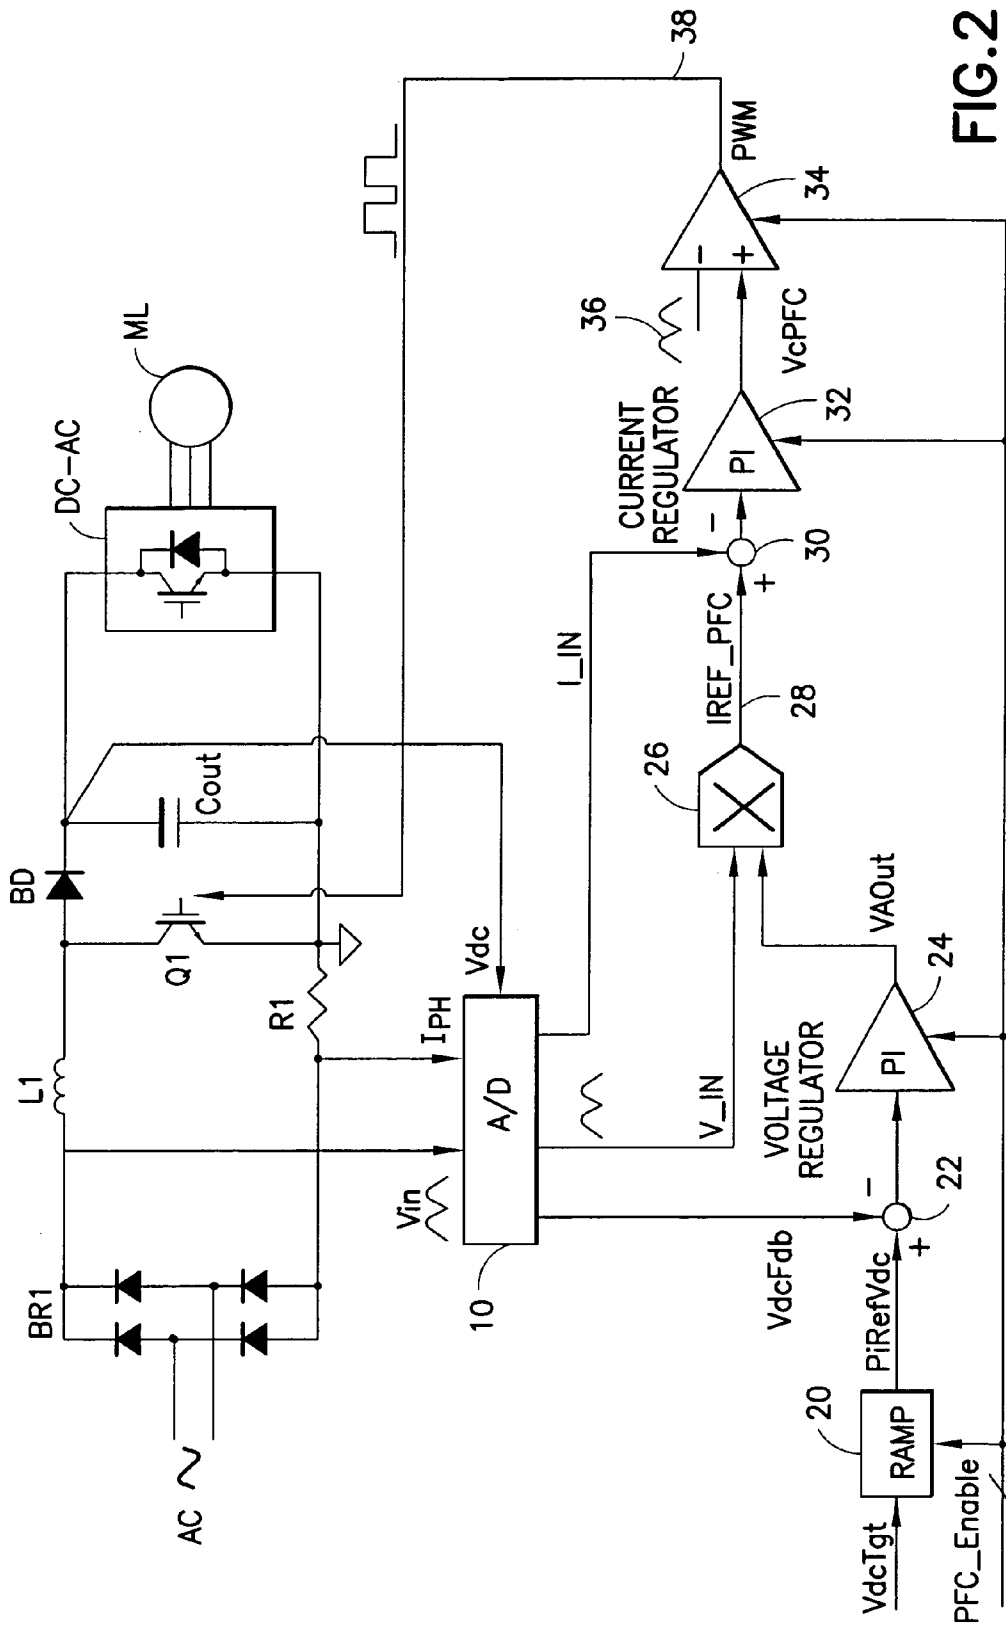 AC
BR1
L1
BD
Q1
R1
Cout
DC-AC
ML
Vin
IPH
Vdc
A/D
10
VdcFdb
V_IN
I_IN
VdcTgt
RAMP
20
PiRefVdc
+
-
22
VOLTAGE
REGULATOR
PI
24
VAOut
X
26
IREF_PFC
28
+
-
30
CURRENT
REGULATOR
PI
32
VcPFC
36
-
+
34
PWM
38
PFC_Enable
FIG.2